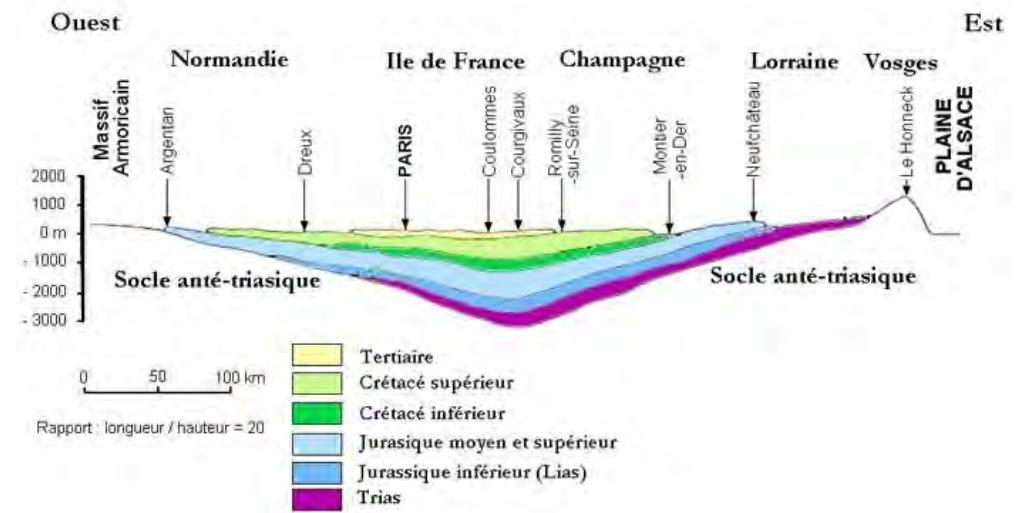 Ouest
Est
Normandie
Ile de France
Champagne
Lorraine
Vosges
Massif
Armoricain
Argentan
Dreux
PARIS
Coulommes
Courgivaux
Romilly
-sur-Seine
Montier
-en-Der
Neufchâteau
Le Honneck
PLAINE
D'ALSACE
2000
1000
0 m
- 1000
- 2000
- 3000
Socle anté-triasique
Socle anté-triasique
0 50 100 km
Rapport : longueur / hauteur = 20
Tertiaire
Crétacé supérieur
Crétacé inférieur
Jurasique moyen et supérieur
Jurassique inférieur (Lias)
Trias